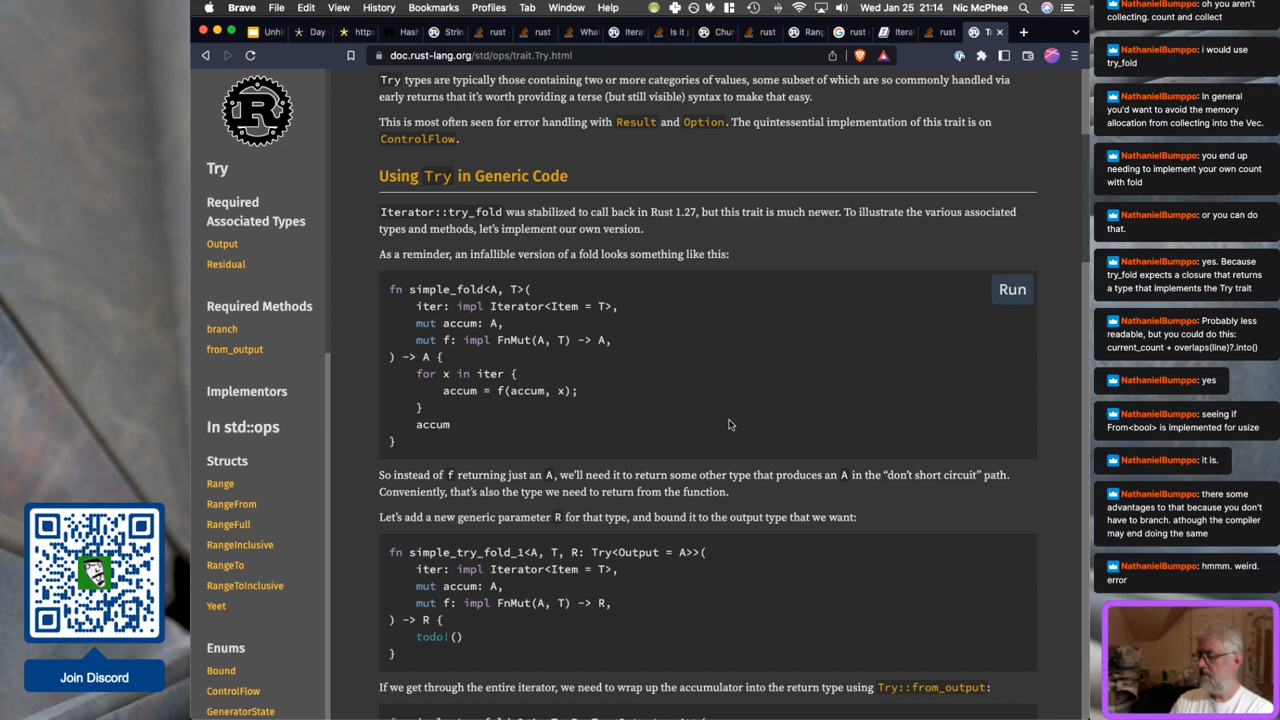 Brave File Edit View History Bookmarks Profiles Tab Window Help Wed Jan 25 21:14 Nic McPhee
Unhi Day https: Hash Strin rust rust What Itera Is it Chur rust Ran rust Itera rust Tr
doc.rust-lang.org/std/ops/trait.Try.html
Try
Required
Associated Types
Output
Residual
Required Methods
branch
from_output
Implementors
In std::ops
Structs
Range
RangeFrom
RangeFull
RangeInclusive
RangeTo
RangeToInclusive
Yeet
Enums
Bound
ControlFlow
GeneratorState
Try types are typically those containing two or more categories of values, some subset of which are so commonly handled via
early returns that it's worth providing a terse (but still visible) syntax to make that easy.
This is most often seen for error handling with Result and Option. The quintessential implementation of this trait is on
ControlFlow.
Using Try in Generic Code
Iterator::try_fold was stabilized to call back in Rust 1.27, but this trait is much newer. To illustrate the various associated
types and methods, let's implement our own version.
As a reminder, an infallible version of a fold looks something like this:
Run
fn simple_fold<A, T>(
iter: impl Iterator<Item = T>,
mut accum: A,
mut f: impl FnMut(A, T) -> A,
) -> A {
for x in iter {
accum = f(accum, x);
}
accum
}
So instead of f returning just an A, we'll need it to return some other type that produces an A in the "don't short circuit" path.
Conveniently, that's also the type we need to return from the function.
Let's add a new generic parameter R for that type, and bound it to the output type that we want:
fn simple_try_fold_1<A, T, R: Try<Output = A>>(
iter: impl Iterator<Item = T>,
mut accum: A,
mut f: impl FnMut(A, T) -> R,
) -> R {
todo!()
}
If we get through the entire iterator, we need to wrap up the accumulator into the return type using Try::from_output:
NathanielBumppo: oh you aren't
collecting. count and collect
NathanielBumppo: i would use
try_fold
NathanielBumppo: In general
you'd want to avoid the memory
allocation from collecting into the Vec.
NathanielBumppo: you end up
needing to implement your own count
with fold
NathanielBumppo: or you can do
that.
NathanielBumppo: yes. Because
try_fold expects a closure that returns
a type that implements the Try trait
NathanielBumppo: Probably less
readable, but you could do this:
current_count + overlaps(line)?.into()
NathanielBumppo: yes
NathanielBumppo: seeing if
From<bool> is implemented for usize
NathanielBumppo: it is.
NathanielBumppo: there some
advantages to that because you don't
have to branch. athough the compiler
may end doing the same
NathanielBumppo: hmmm. weird.
error
Join Discord